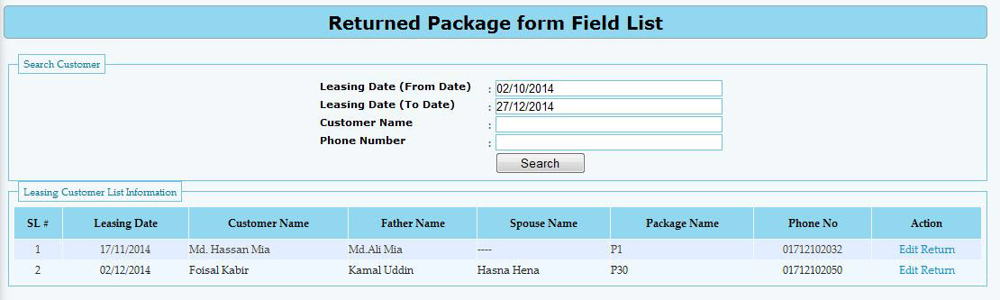 Returned Package form Field List
Search Customer
Leasing Date (From Date) : 02/10/2014
Leasing Date (To Date) : 27/12/2014
Customer Name :
Phone Number :
Search
Leasing Customer List Information
SL # Leasing Date Customer Name Father Name Spouse Name Package Name Phone No Action
1 17/11/2014 Md. Hassan Mia Md.Ali Mia ---- P1 01712102032 Edit Return
2 02/12/2014 Foisal Kabir Kamal Uddin Hasna Hena P30 01712102050 Edit Return